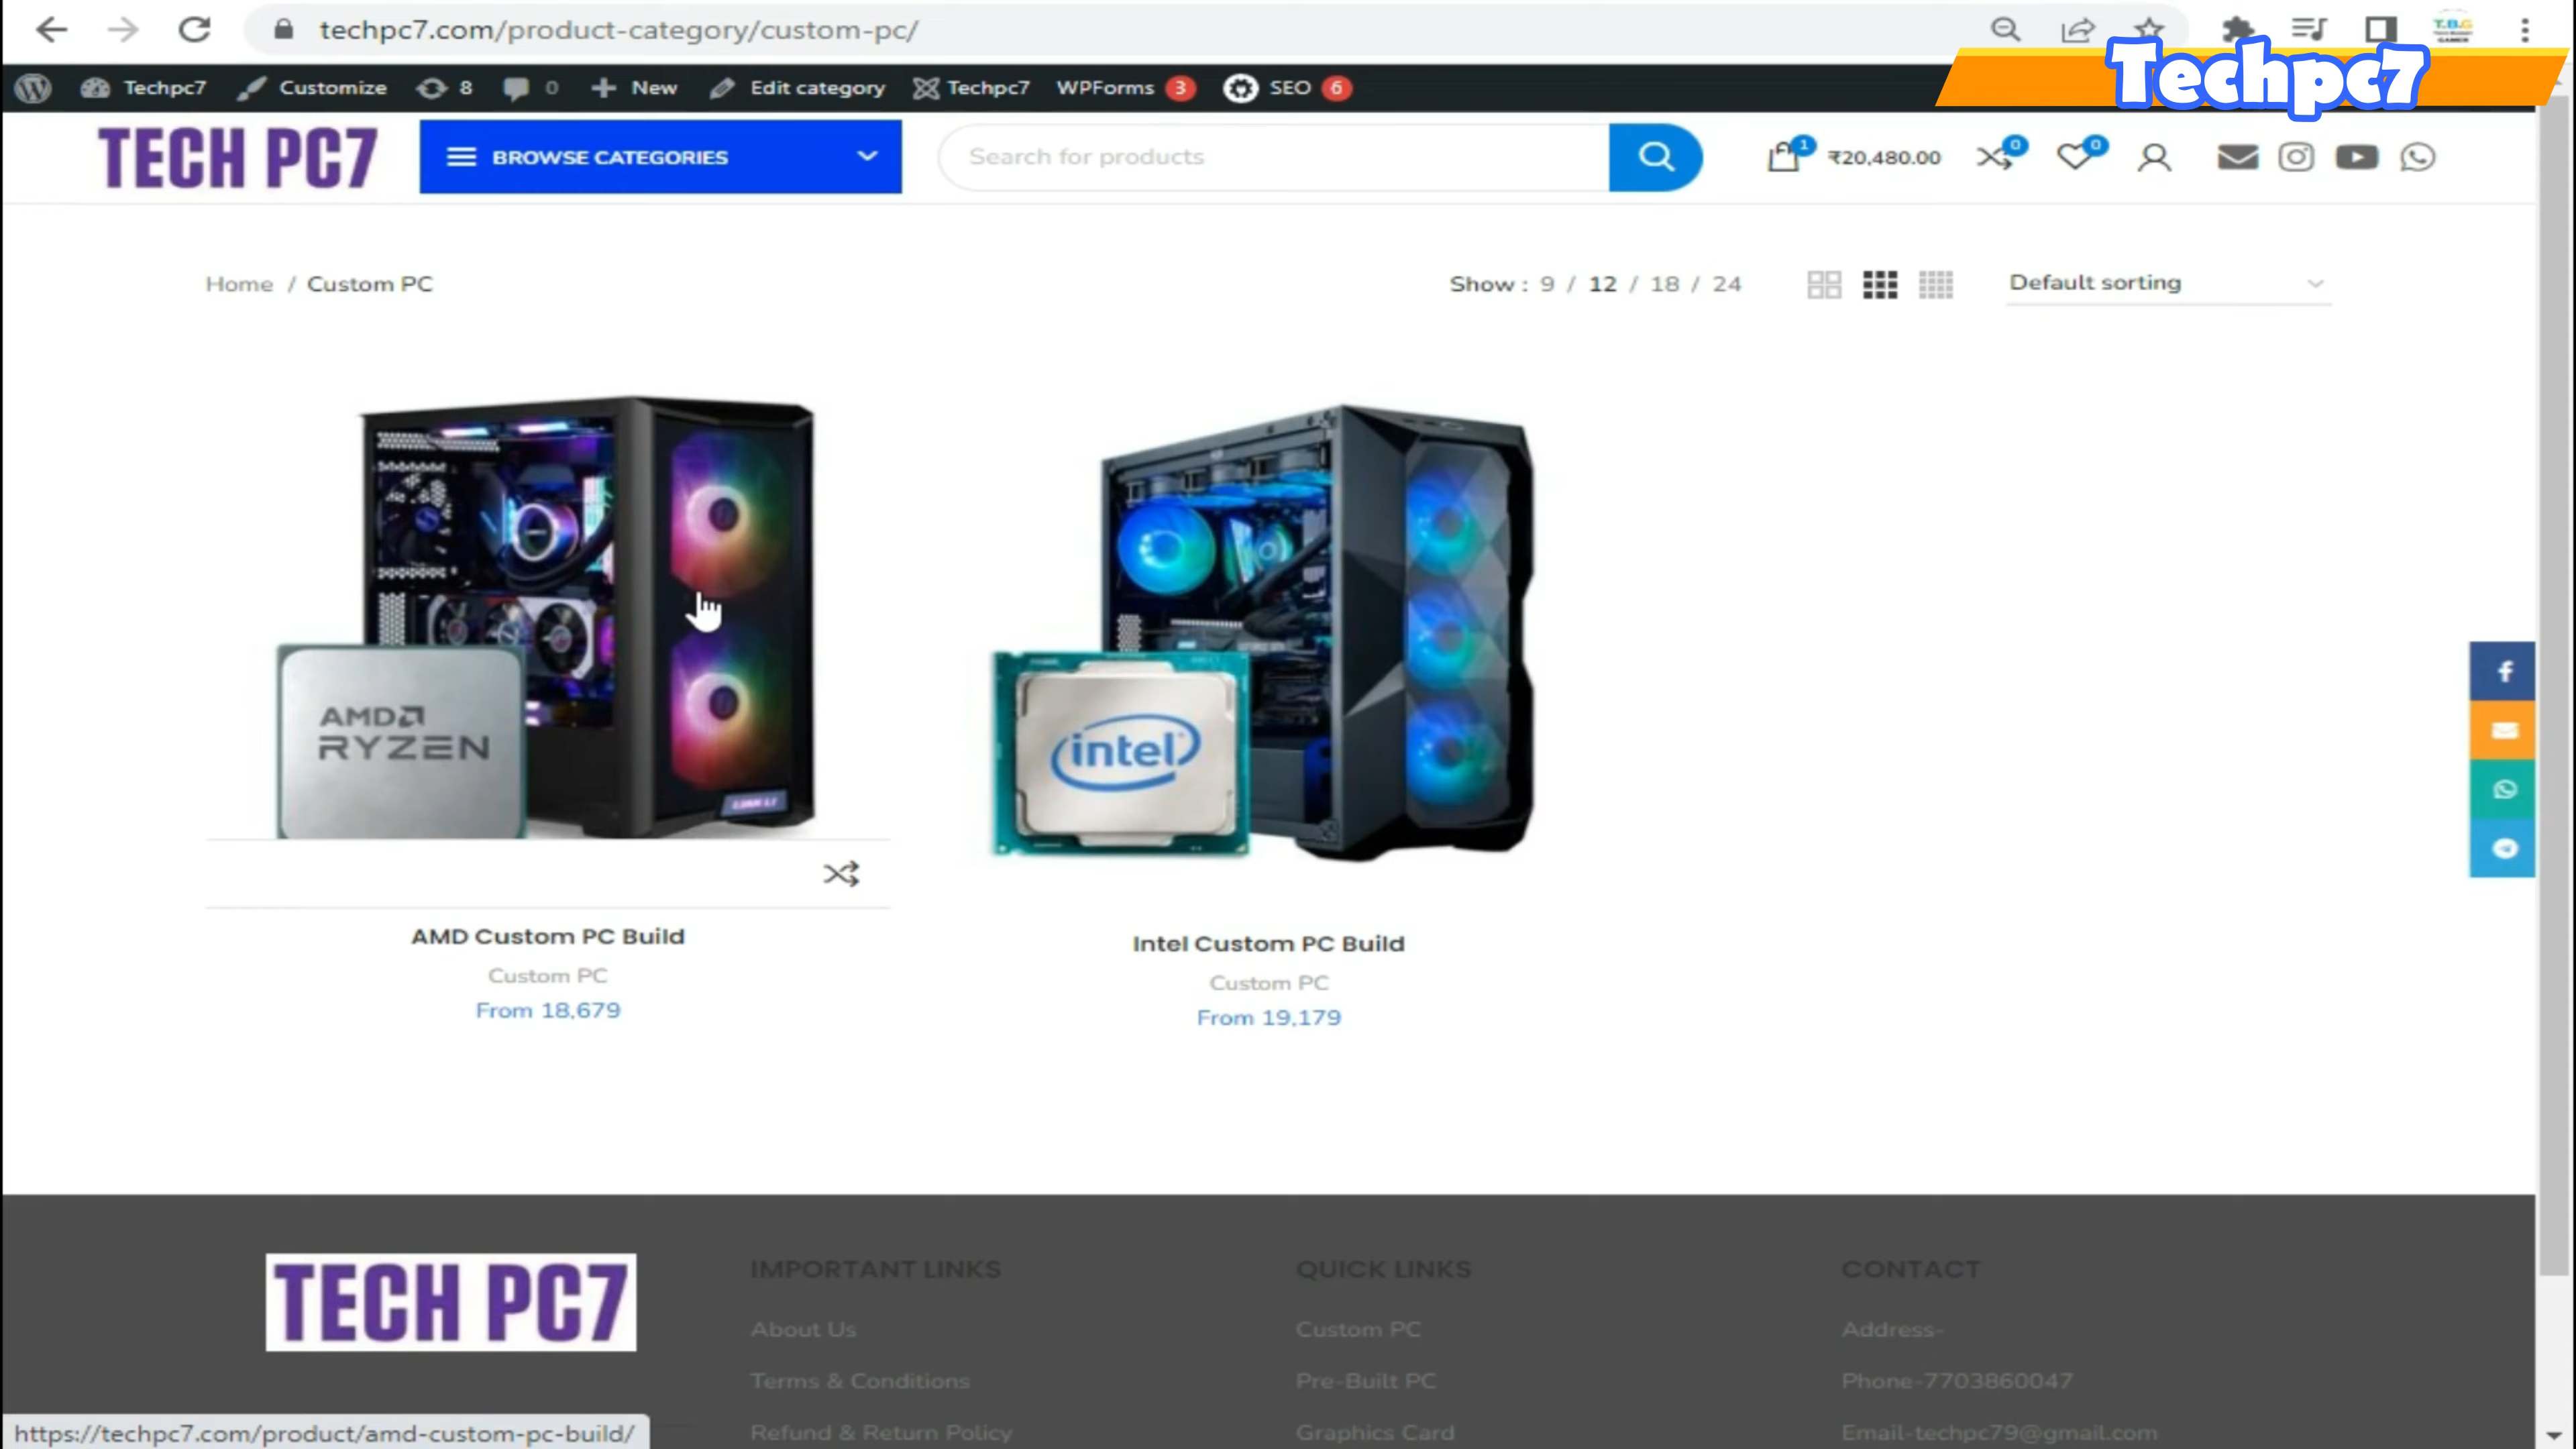 techpc7.com/product-category/custom-pc/
Techpc7
Techpc7 Customize 8 0 New Edit category Techpc7 WPForms 3 SEO 6
TECH PC7
BROWSE CATEGORIES
Search for products
1 ₹20,480.00 0 0
Home / Custom PC
Show : 9 / 12 / 18 / 24
Default sorting
AMD
RYZEN
intel
AMD Custom PC Build
Custom PC
From 18,679
Intel Custom PC Build
Custom PC
From 19,179
TECH PC7
IMPORTANT LINKS
About Us
Terms & Conditions
Refund & Return Policy
QUICK LINKS
Custom PC
Pre-Built PC
Graphics Card
CONTACT
Address-
Phone-7703860047
Email-techpc79@gmail.com
https://techpc7.com/product/amd-custom-pc-build/